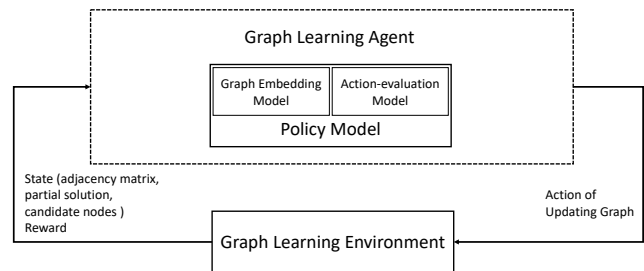 Graph Learning Agent
Graph Embedding
Model
Action-evaluation
Model
Policy Model
State (adjacency matrix,
partial solution,
candidate nodes )
Reward
Action of
Updating Graph
Graph Learning Environment